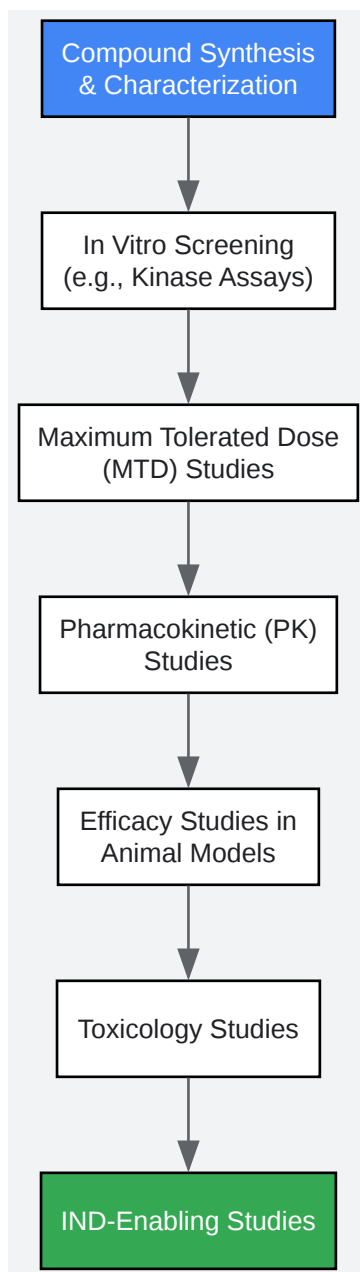 Compound Synthesis
& Characterization
In Vitro Screening
(e.g., Kinase Assays)
Maximum Tolerated Dose
(MTD) Studies
Pharmacokinetic (PK)
Studies
Efficacy Studies in
Animal Models
Toxicology Studies
IND-Enabling Studies